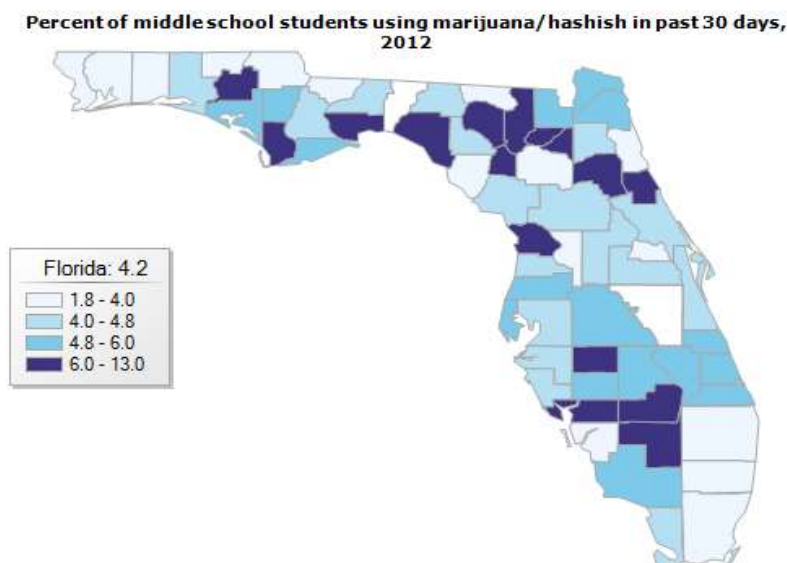 Percent of middle school students using marijuana/hashish in past 30 days,
2012
Florida: 4.2
1.8 - 4.0
4.0 - 4.8
4.8 - 6.0
6.0 - 13.0